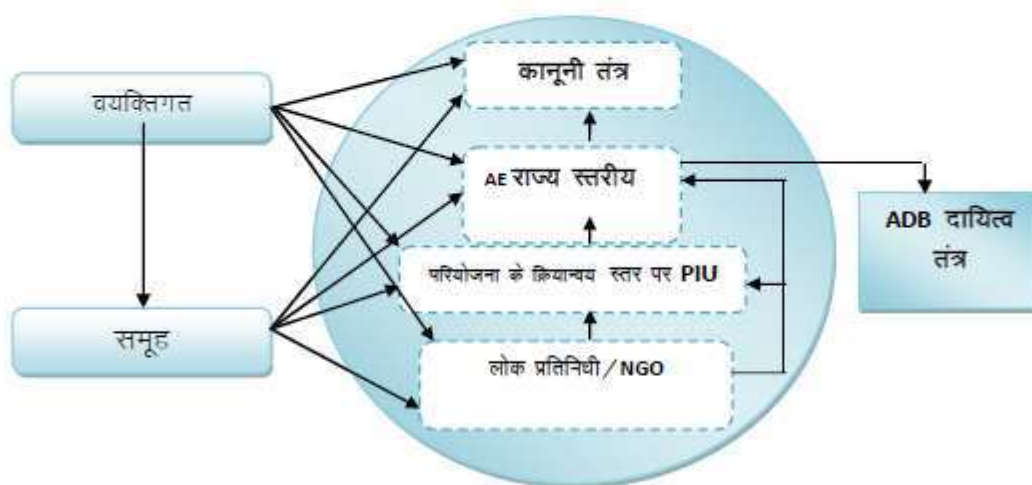 कानूनी तंत्र
वयक्तिगत
AE राज्य स्तरीय
ADB दायित्व
तंत्र
परियोजना के क्रियान्वय स्तर पर PIU
समूह
लोक प्रतिनिधी/NGO